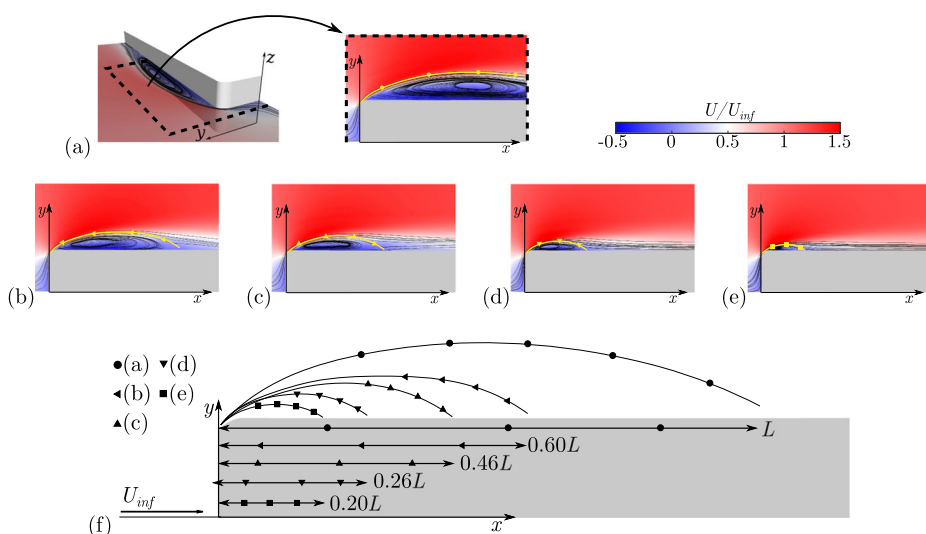 z
y
(a)
y
x
U/U_inf
-0.5 0 0.5 1 1.5
y
x
(b)
y
x
(c)
y
x
(d)
y
x
(e)
●(a) ▼(d)
◀(b) ■(e)
▲(c)
y
L
0.60L
0.46L
0.26L
0.20L
U_inf
x
(f)